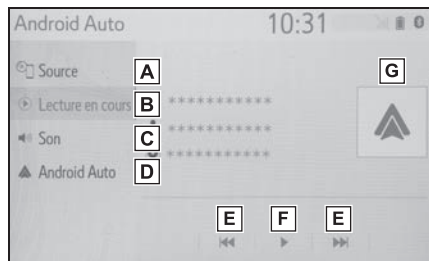 Android Auto 10:31
Source A G
Lecture en cours B ***********
Son C ***********
***********
Android Auto D
E F E